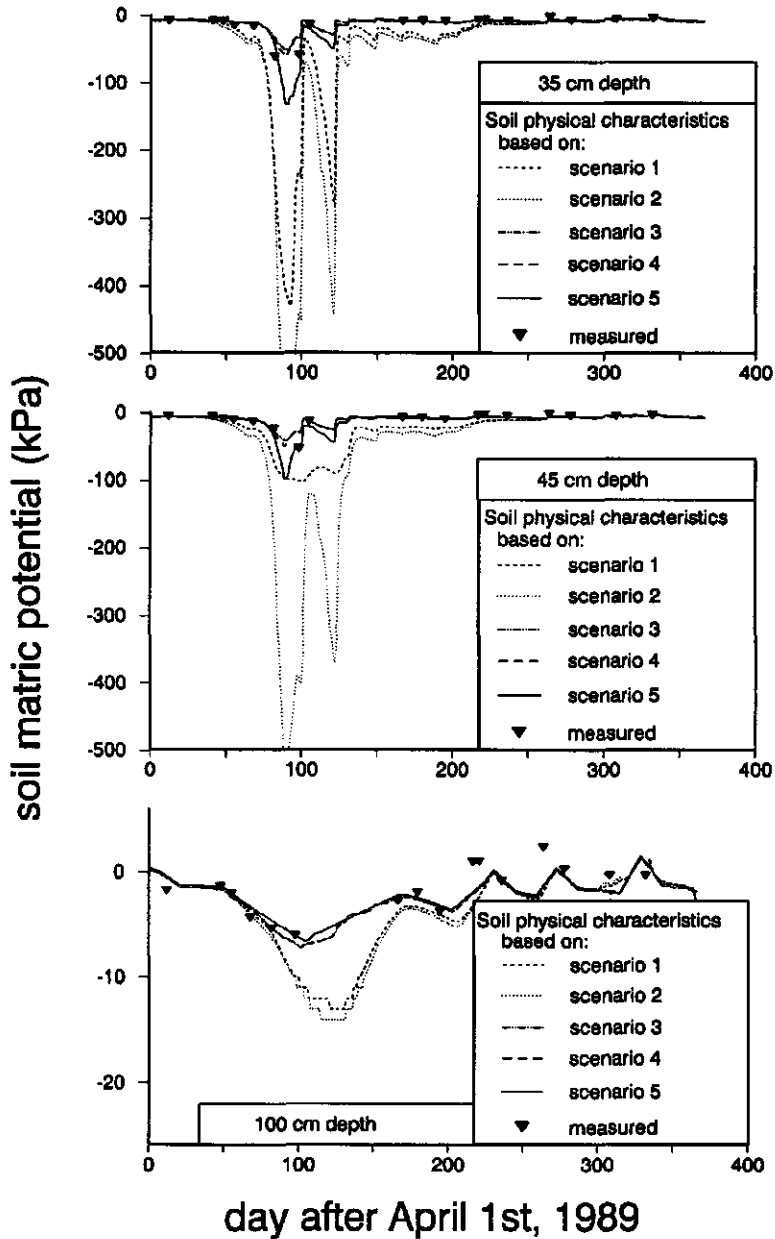 soil matric potential (kPa)
0
-100
-200
-300
-400
-500
0
100
200
300
400
35 cm depth
Soil physical characteristics
based on:
scenario 1
scenario 2
scenario 3
scenario 4
scenario 5
measured
0
-100
-200
-300
-400
-500
0
100
200
300
400
45 cm depth
Soil physical characteristics
based on:
scenario 1
scenario 2
scenario 3
scenario 4
scenario 5
measured
0
-10
-20
0
100
200
300
400
100 cm depth
Soil physical characteristics
based on:
scenario 1
scenario 2
scenario 3
scenario 4
scenario 5
measured
day after April 1st, 1989